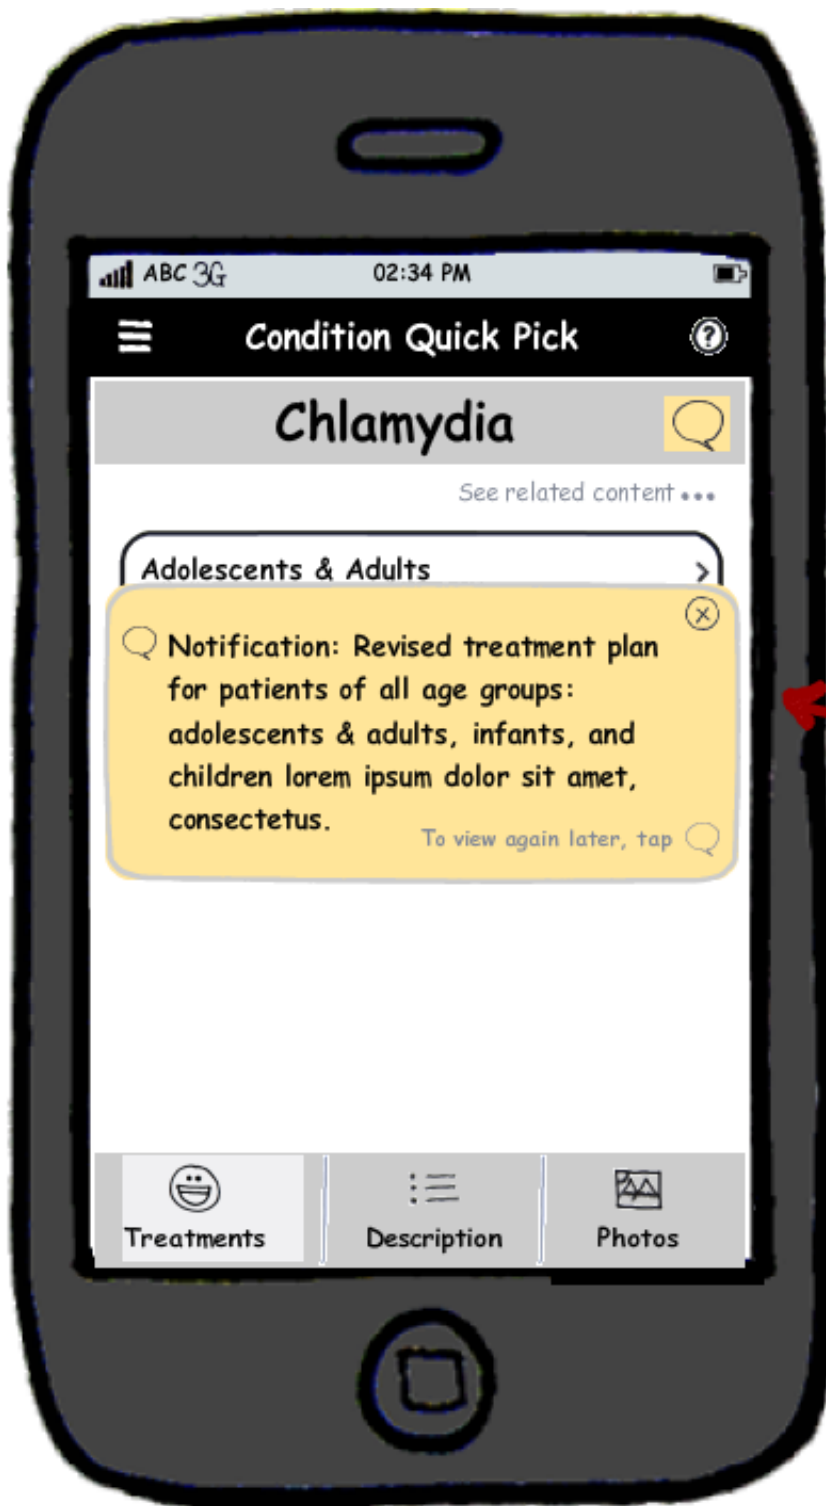 ABC 3G 02:34 PM
Condition Quick Pick
Chlamydia
See related content
Adolescents & Adults
Notification: Revised treatment plan
for patients of all age groups:
adolescents & adults, infants, and
children lorem ipsum dolor sit amet,
consectetus.
To view again later, tap
Treatments Description Photos